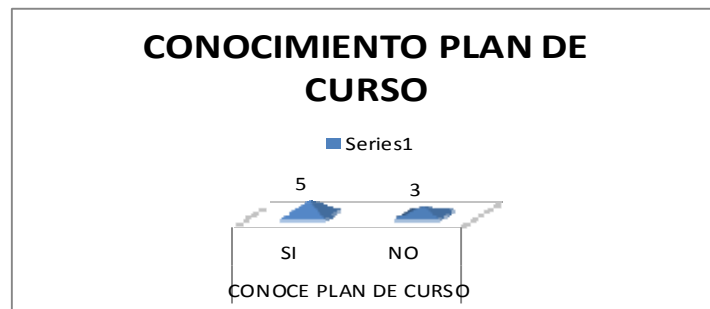 CONOCIMIENTO PLAN DE
CURSO
Series1
5
3
SI
NO
CONOCE PLAN DE CURSO